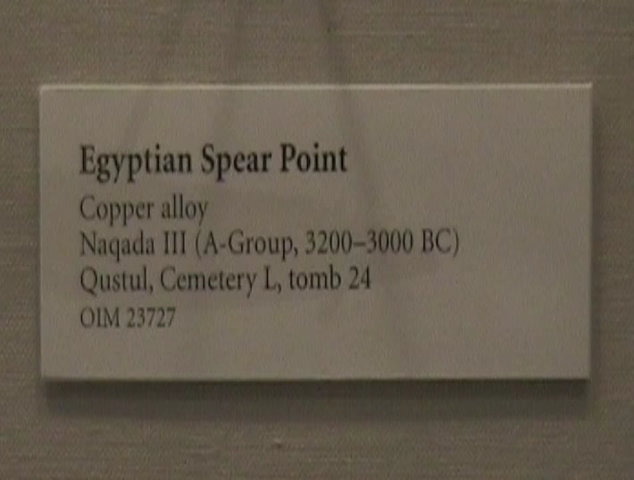 Egyptian Spear Point
Copper alloy
Naqada III (A-Group, 3200–3000 BC)
Qustul, Cemetery L, tomb 24
OIM 23727